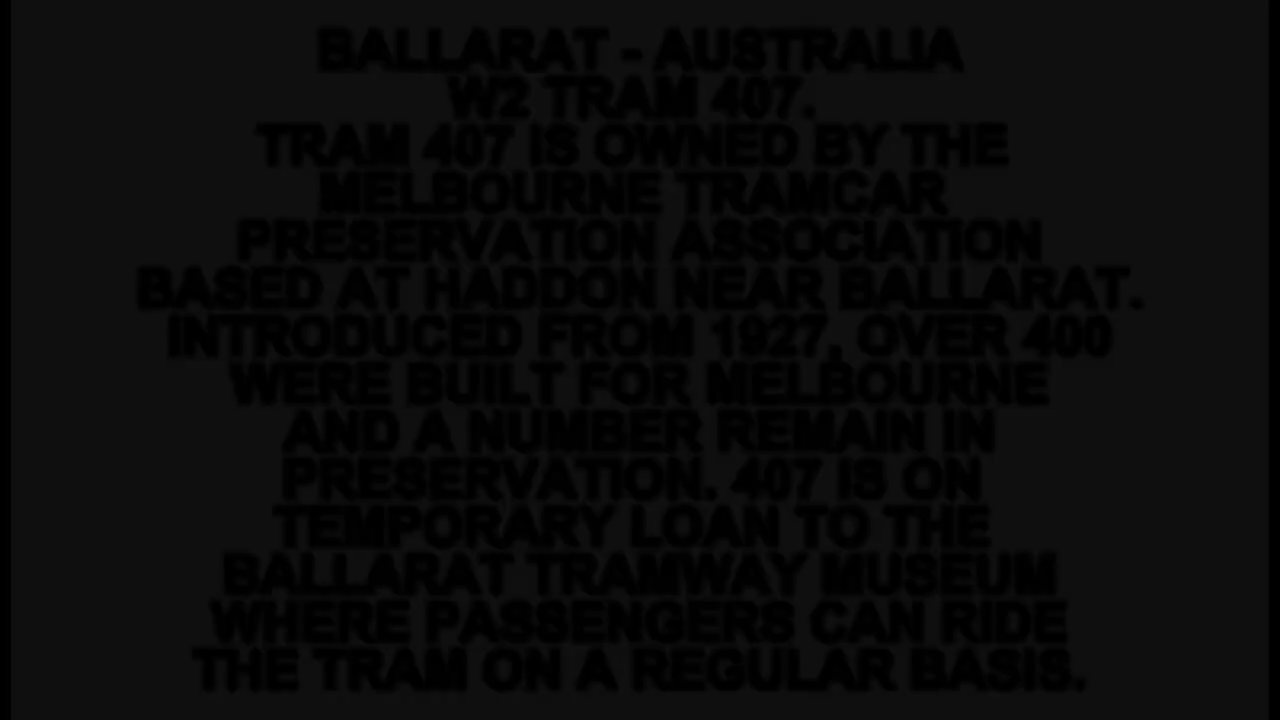 BALLARAT - AUSTRALIA
W2 TRAM 407.
TRAM 407 IS OWNED BY THE
MELBOURNE TRAMCAR
PRESERVATION ASSOCIATION
BASED AT HADDON NEAR BALLARAT.
INTRODUCED FROM 1927, OVER 400
WERE BUILT FOR MELBOURNE
AND A NUMBER REMAIN IN
PRESERVATION. 407 IS ON
TEMPORARY LOAN TO THE
BALLARAT TRAMWAY MUSEUM
WHERE PASSENGERS CAN RIDE
THE TRAM ON A REGULAR BASIS.